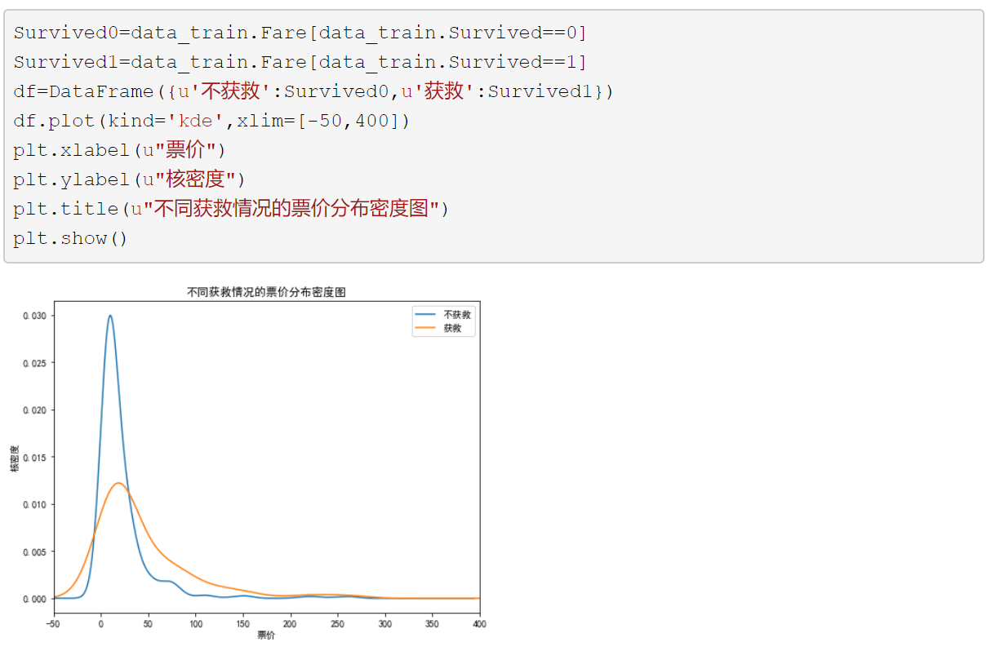 Survived0=data_train.Fare[data_train.Survived==0]
Survived1=data_train.Fare[data_train.Survived==1]
df=DataFrame({u'不获救':Survived0,u'获救':Survived1})
df.plot(kind='kde',xlim=[-50,400])
plt.xlabel(u"票价")
plt.ylabel(u"核密度")
plt.title(u"不同获救情况的票价分布密度图")
plt.show()
不同获救情况的票价分布密度图
不获救
获救
0.030
0.025
0.020
0.015
0.010
0.005
0.000
核密度
-50 0 50 100 150 200 250 300 350 400
票价